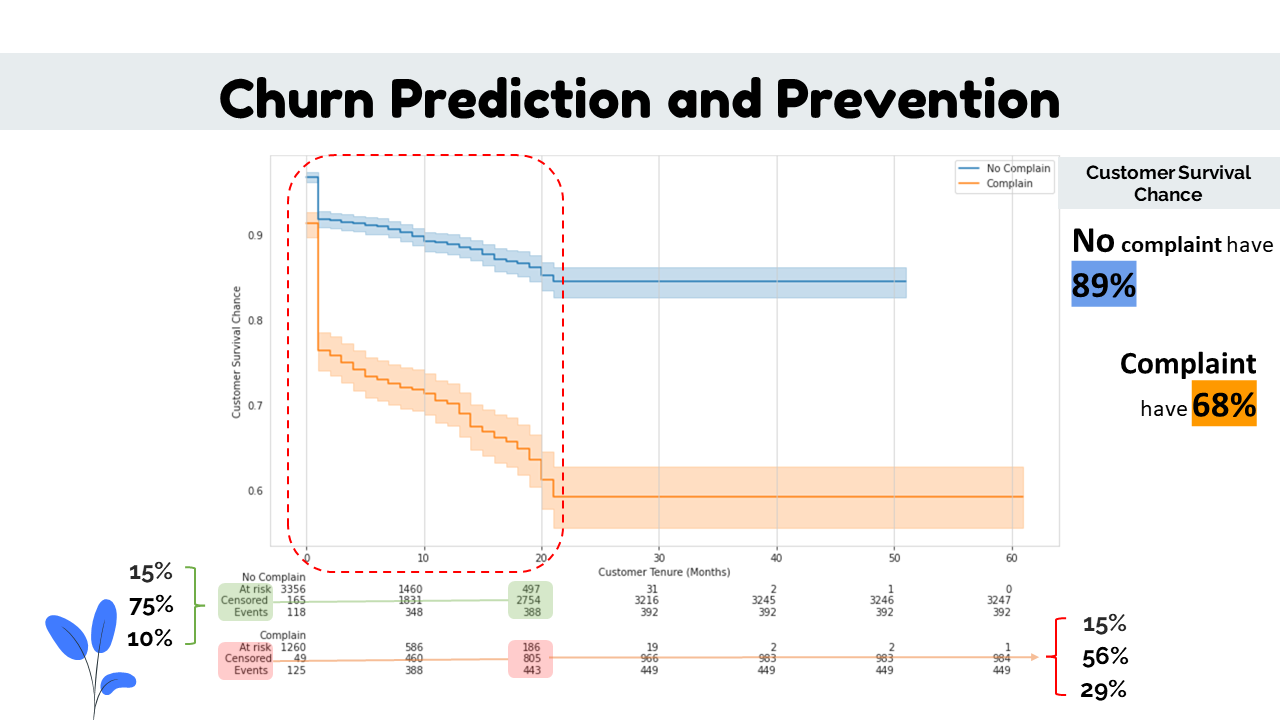 Churn Prediction and Prevention
No Complain
Complain
Customer Survival
Chance
No complaint have
89%
Complaint
have 68%
Customer Survival Chance
0.9
0.8
0.7
0.6
0 10 20 30 40 50 60
Customer Tenure (Months)
No Complain
At risk 3356 1460 497 31 2 1 0
Censored 165 1831 2754 3216 3245 3246 3247
Events 118 348 388 392 392 392 392
Complain
At risk 1260 586 186 19 2 2 1
Censored 49 460 805 966 983 983 984
Events 125 388 443 449 449 449 449
15%
75%
10%
15%
56%
29%